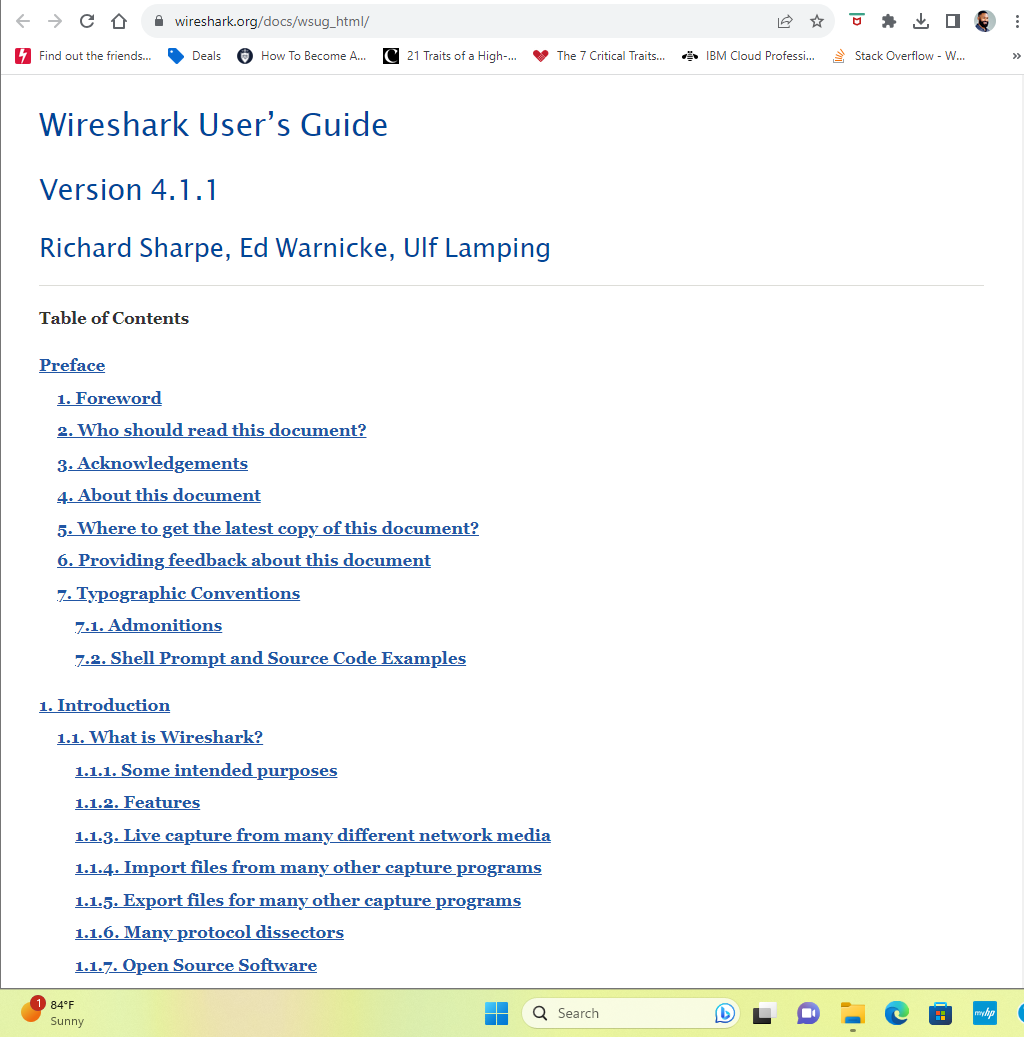 wireshark.org/docs/wsug_html/
Find out the friends... Deals How To Become A... 21 Traits of a High-... The 7 Critical Traits... IBM Cloud Professi... Stack Overflow - W... »
Wireshark User’s Guide
Version 4.1.1
Richard Sharpe, Ed Warnicke, Ulf Lamping
Table of Contents
Preface
1. Foreword
2. Who should read this document?
3. Acknowledgements
4. About this document
5. Where to get the latest copy of this document?
6. Providing feedback about this document
7. Typographic Conventions
7.1. Admonitions
7.2. Shell Prompt and Source Code Examples
1. Introduction
1.1. What is Wireshark?
1.1.1. Some intended purposes
1.1.2. Features
1.1.3. Live capture from many different network media
1.1.4. Import files from many other capture programs
1.1.5. Export files for many other capture programs
1.1.6. Many protocol dissectors
1.1.7. Open Source Software
1 84°F
Sunny
Search
myhp